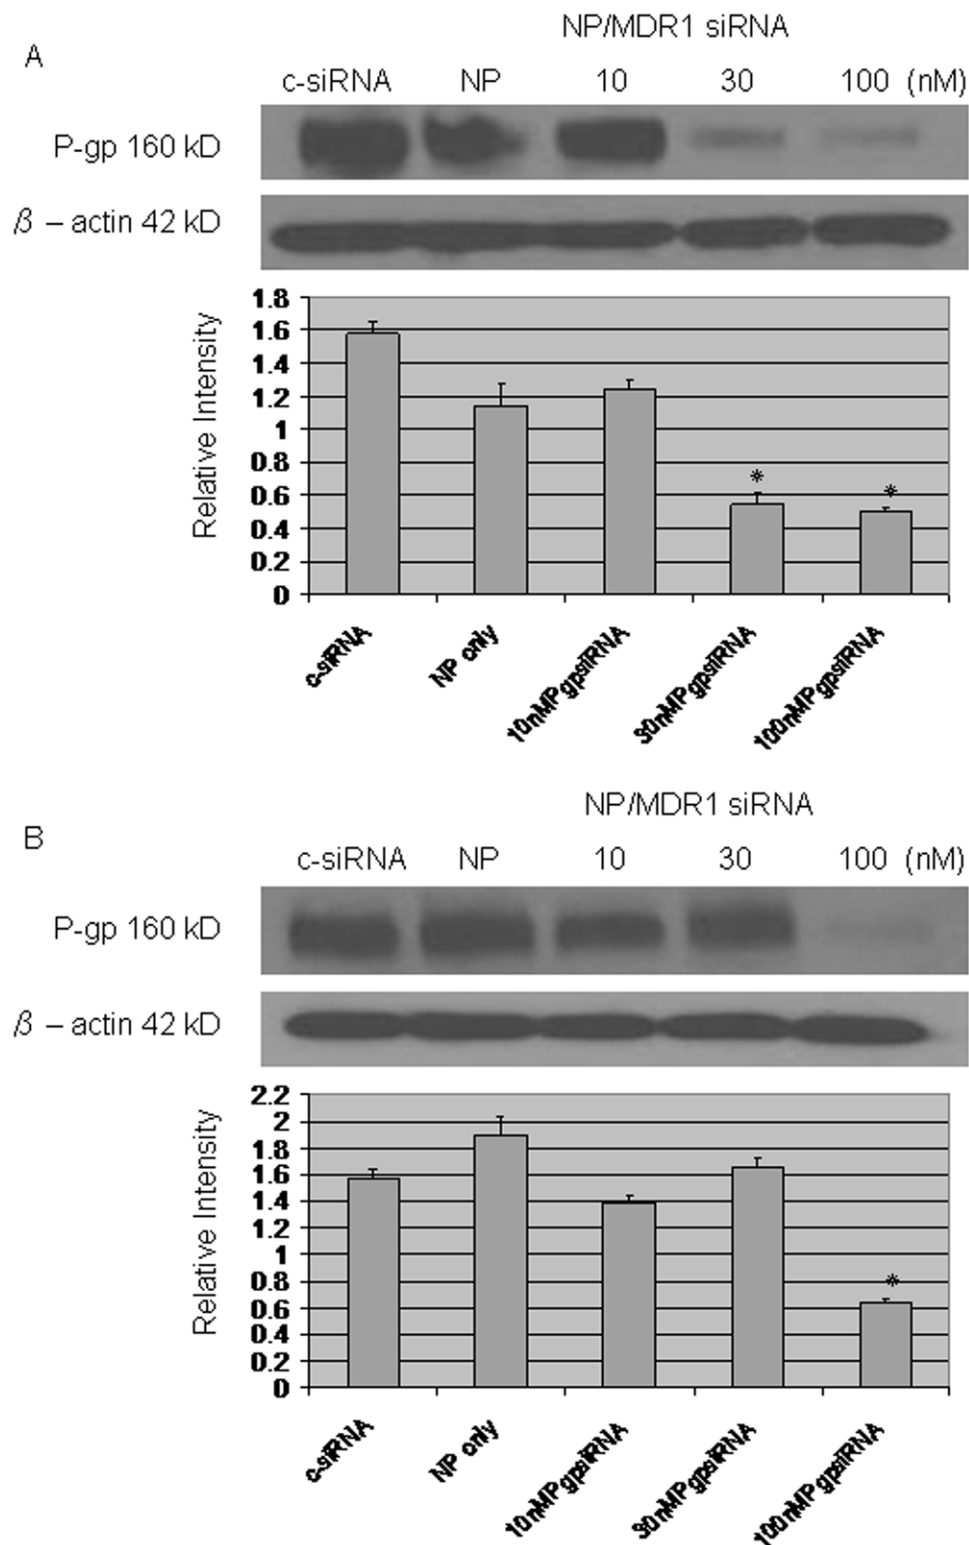 A
NP/MDR1 siRNA
c-siRNA NP 10 30 100 (nM)
P-gp 160 kD
β – actin 42 kD
Relative Intensity
1.8
1.6
1.4
1.2
1
0.8
0.6
0.4
0.2
0
*
*
c-siRNA
NP only
10nMPgpsiRNA
30nMPgpsiRNA
100nMPgpsiRNA
B
NP/MDR1 siRNA
c-siRNA NP 10 30 100 (nM)
P-gp 160 kD
β – actin 42 kD
Relative Intensity
2.2
2
1.8
1.6
1.4
1.2
1
0.8
0.6
0.4
0.2
0
*
c-siRNA
NP only
10nMPgpsiRNA
30nMPgpsiRNA
100nMPgpsiRNA